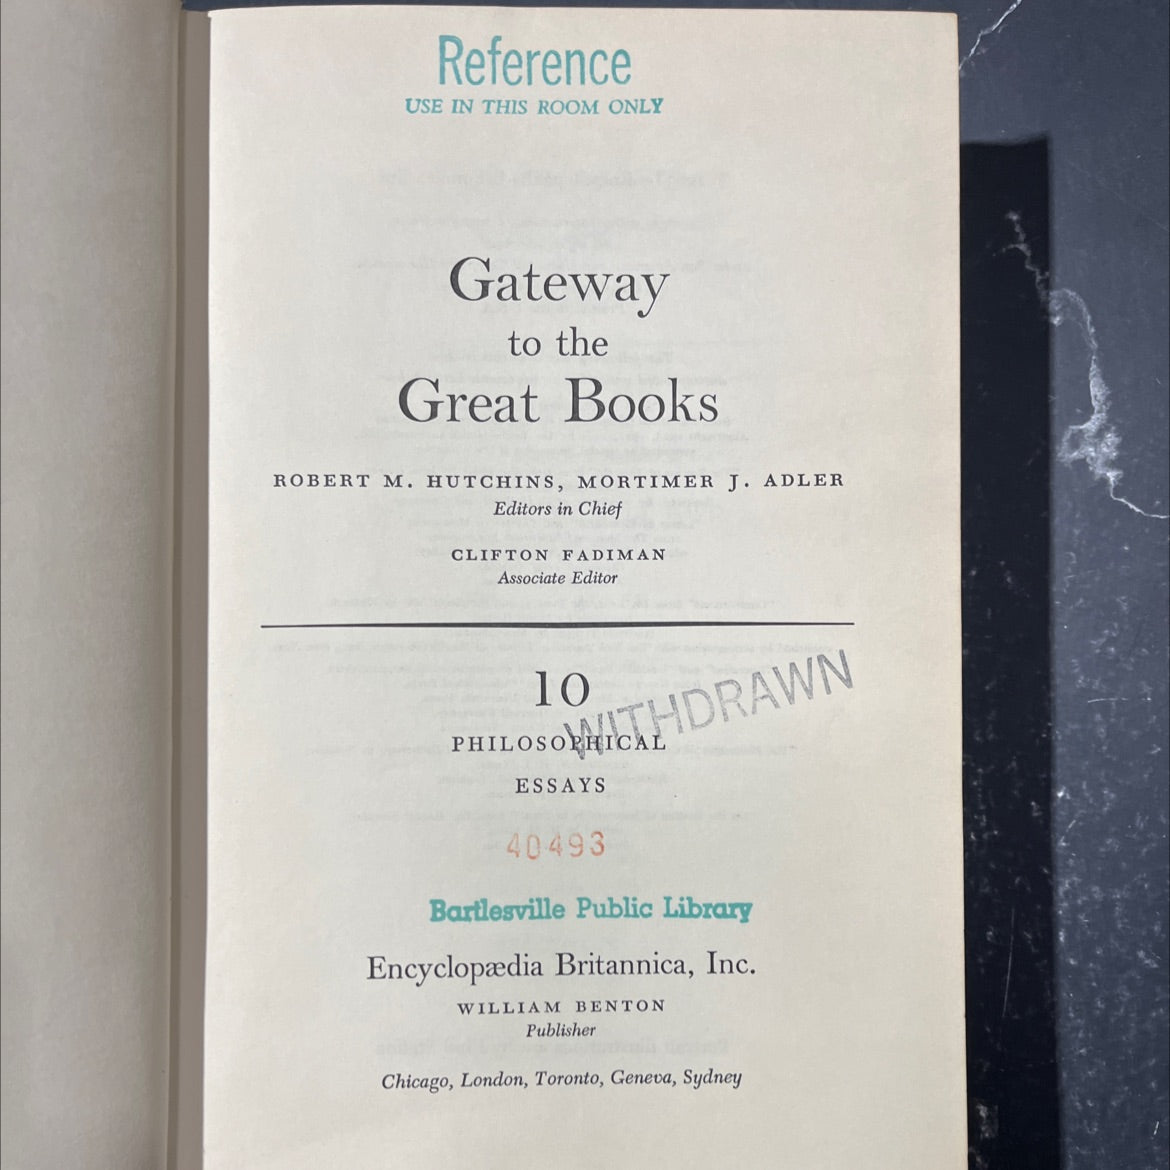 Reference
USE IN THIS ROOM ONLY
Gateway
to the
Great Books
ROBERT M. HUTCHINS, MORTIMER J. ADLER
Editors in Chief
CLIFTON FADIMAN
Associate Editor
10
WITHDRAWN
PHILOSOPHICAL
ESSAYS
40493
Bartlesville Public Library
Encyclopædia Britannica, Inc.
WILLIAM BENTON
Publisher
Chicago, London, Toronto, Geneva, Sydney